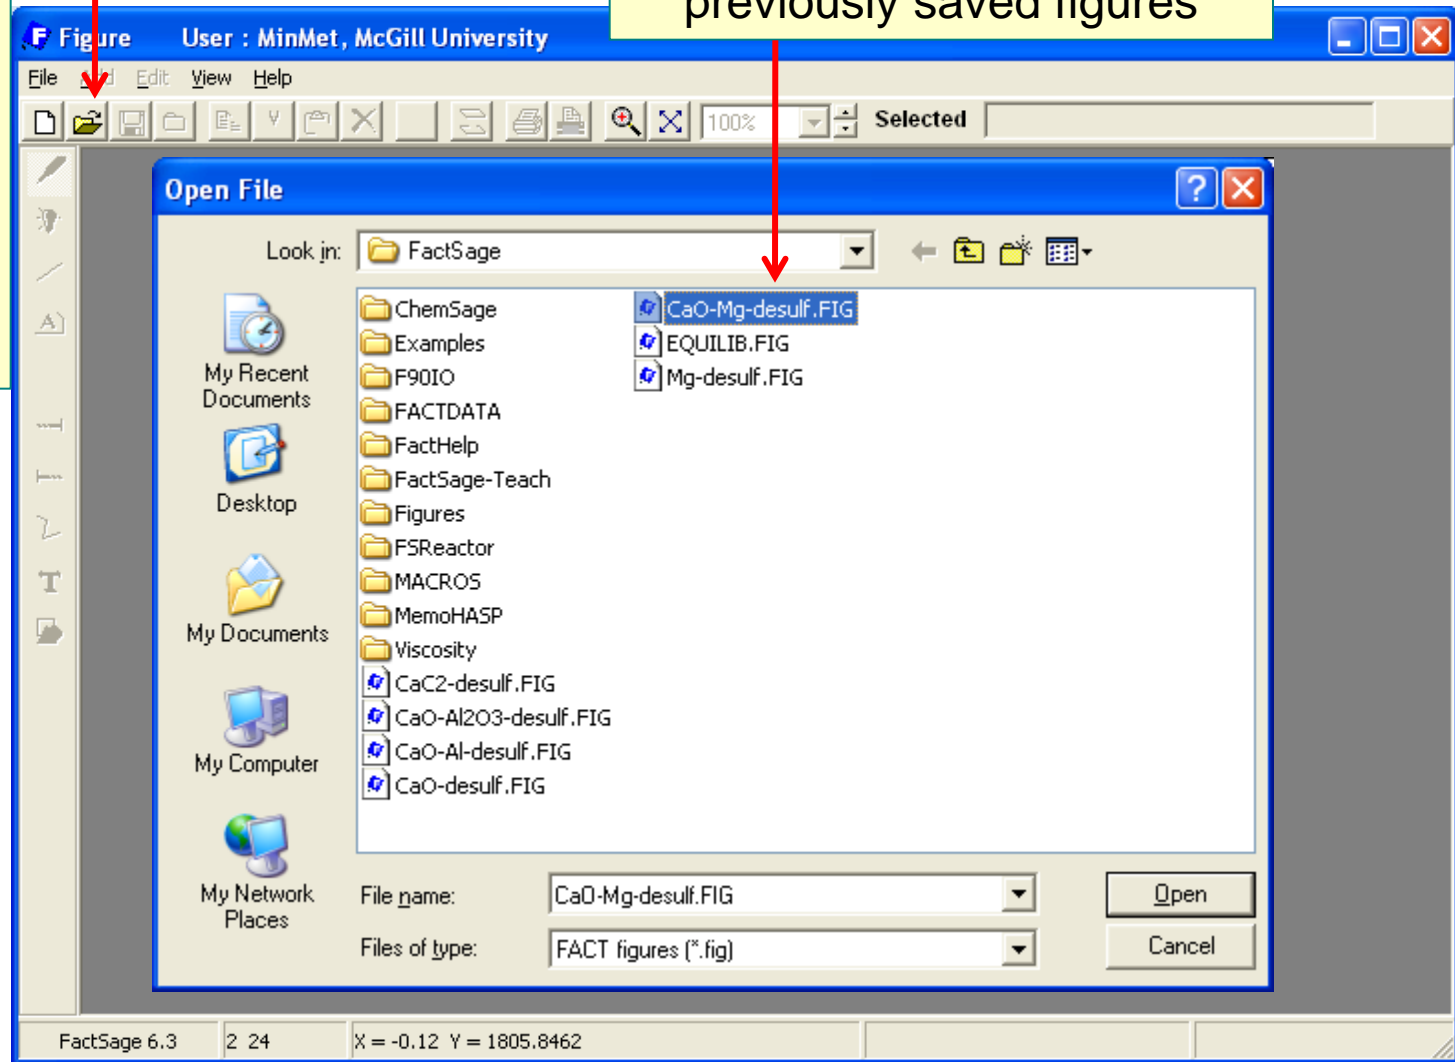 previously saved figures
Figure User : MinMet, McGill University
File Add Edit View Help
100% Selected
Open File
Look in: FactSage
My Recent Documents
Desktop
My Documents
My Computer
My Network Places
ChemSage
Examples
F90IO
FACTDATA
FactHelp
FactSage-Teach
Figures
FSReactor
MACROS
MemoHASP
Viscosity
CaC2-desulf.FIG
CaO-Al2O3-desulf.FIG
CaO-Al-desulf.FIG
CaO-desulf.FIG
CaO-Mg-desulf.FIG
EQUILIB.FIG
Mg-desulf.FIG
File name: CaO-Mg-desulf.FIG Open
Files of type: FACT figures (*.fig) Cancel
FactSage 6.3 2 24 X = -0.12 Y = 1805.8462